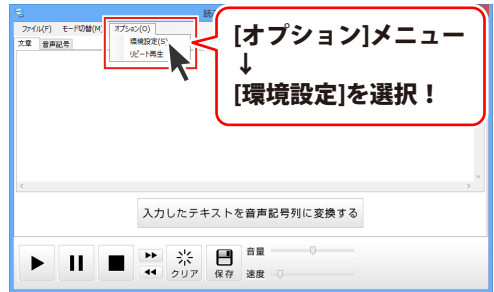 読
ファイル(F) モード切替(M) オプション(O)
環境設定(S)
リピート再生
文章 音声記号
[オプション]メニュー
↓
[環境設定]を選択！
入力したテキストを音声記号列に変換する
クリア 保存
音量
速度